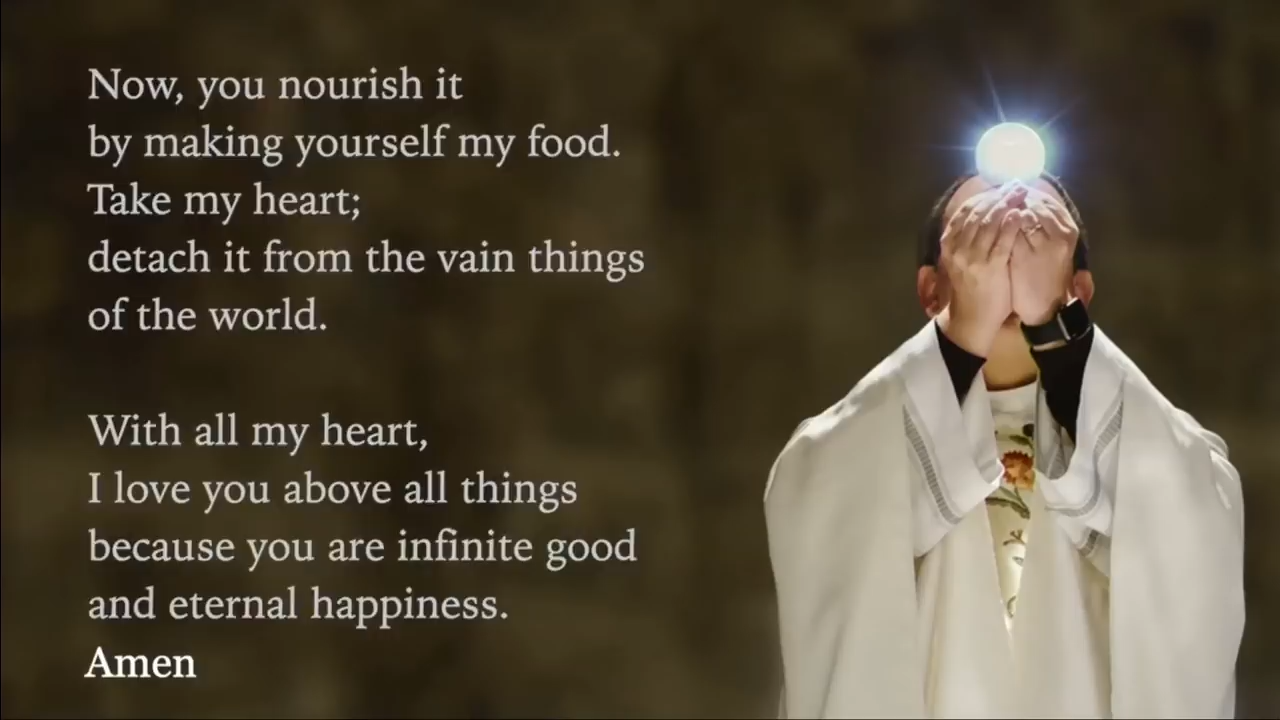 Now, you nourish it
by making yourself my food.
Take my heart;
detach it from the vain things
of the world.
With all my heart,
I love you above all things
because you are infinite good
and eternal happiness.
Amen